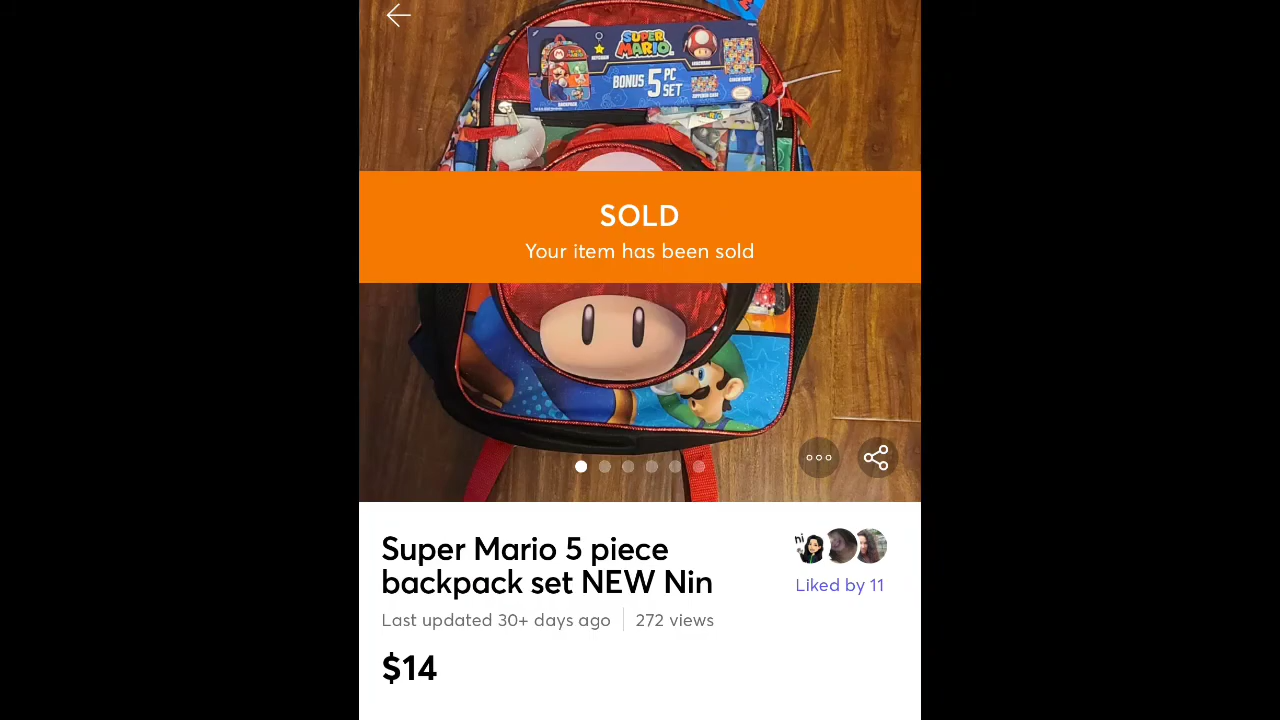 SUPER
MARIO
BONUS 5 PC
SET
BACKPACK
SOLD
Your item has been sold
Super Mario 5 piece
backpack set NEW Nin
Liked by 11
Last updated 30+ days ago
272 views
$14